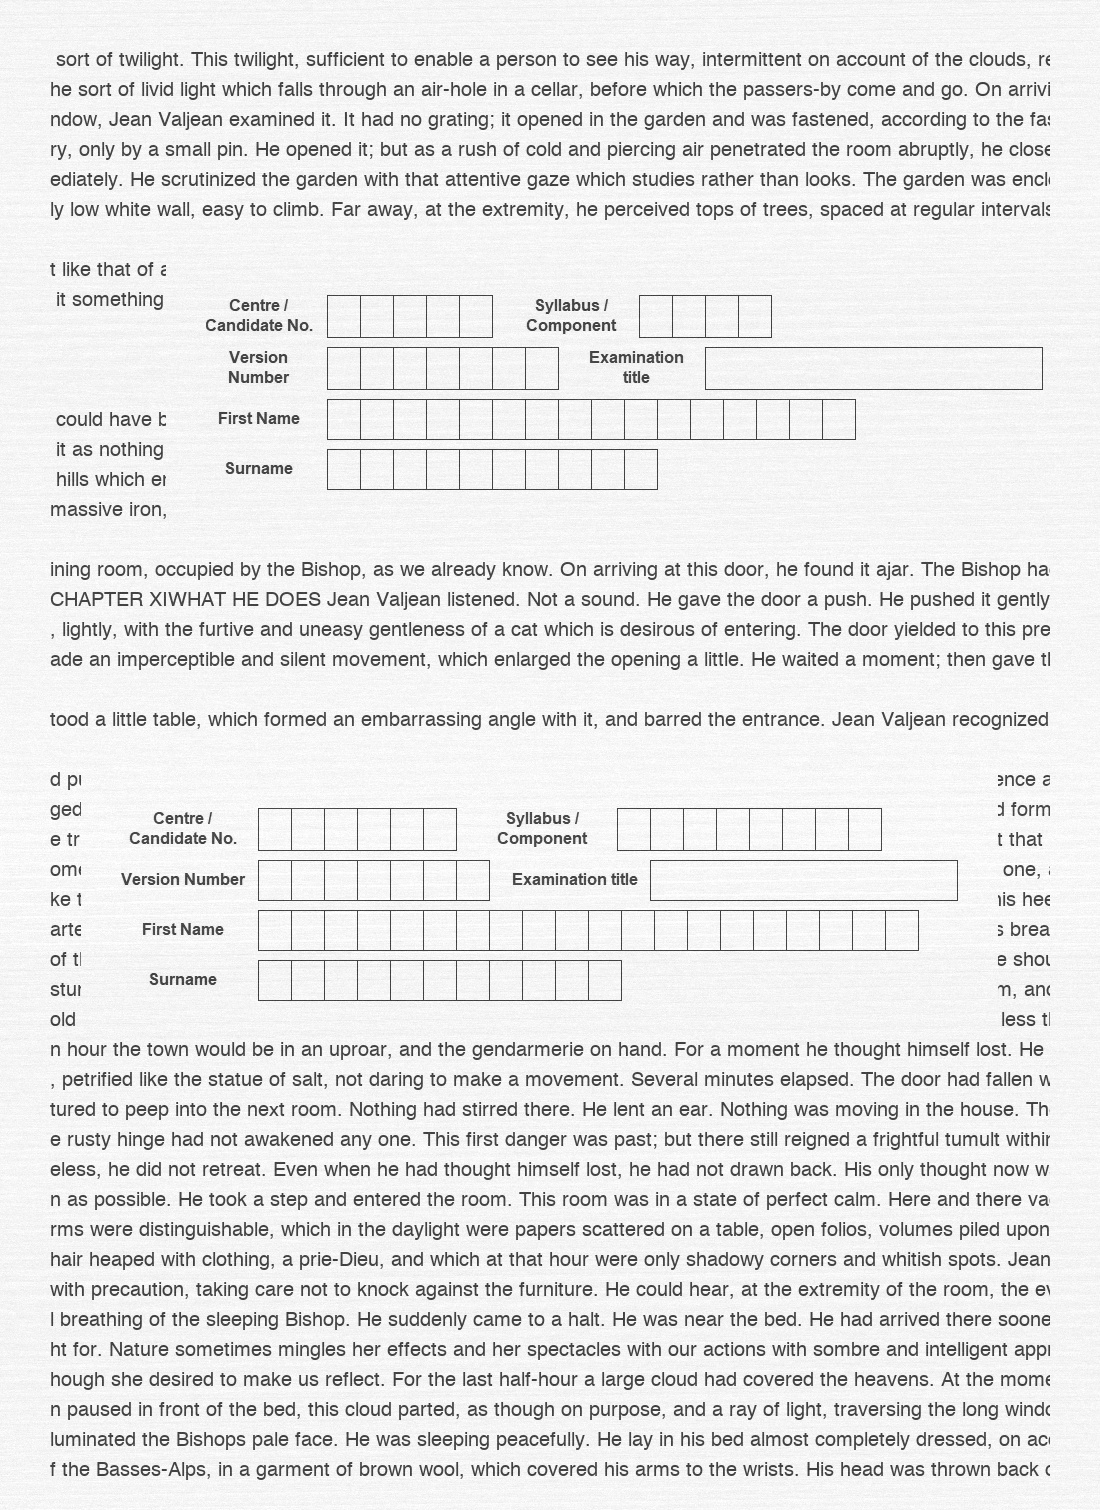 sort of twilight. This twilight, sufficient to enable a person to see his way, intermittent on account of the clouds,
he sort of livid light which falls through an air-hole in a cellar, before which the passers-by come and go. On arrivi
ndow, Jean Valjean examined it. It had no grating; it opened in the garden and was fastened, according to the
ry, only by a small pin. He opened it; but as a rush of cold and piercing air penetrated the room abruptly, he close
ediately. He scrutinized the garden with that attentive gaze which studies rather than looks. The garden was
ly low white wall, easy to climb. Far away, at the extremity, he perceived tops of trees, spaced at regular intervals
t like that of a
it something
Centre / Candidate No.
Syllabus / Component
Version Number
Examination title
could have
First Name
it as nothing
Surname
hills which
massive iron,
ining room, occupied by the Bishop, as we already know. On arriving at this door, he found it ajar. The Bishop ha
CHAPTER XIWHAT HE DOES Jean Valjean listened. Not a sound. He gave the door a push. He pushed it gently
, lightly, with the furtive and uneasy gentleness of a cat which is desirous of entering. The door yielded to this pre
ade an imperceptible and silent movement, which enlarged the opening a little. He waited a moment; then gave
tood a little table, which formed an embarrassing angle with it, and barred the entrance. Jean Valjean recognized
d ence a
ged d form
Centre / Candidate No.
Syllabus / Component
e tr t that
ome one,
Version Number
Examination title
ke his hee
arte s brea
First Name
of e shou
stur m, and
Surname
old less
n hour the town would be in an uproar, and the gendarmerie on hand. For a moment he thought himself lost. He
, petrified like the statue of salt, not daring to make a movement. Several minutes elapsed. The door had fallen w
tured to peep into the next room. Nothing had stirred there. He lent an ear. Nothing was moving in the house. Th
e rusty hinge had not awakened any one. This first danger was past; but there still reigned a frightful tumult within
eless, he did not retreat. Even when he had thought himself lost, he had not drawn back. His only thought now w
n as possible. He took a step and entered the room. This room was in a state of perfect calm. Here and there va
rms were distinguishable, which in the daylight were papers scattered on a table, open folios, volumes piled upon
hair heaped with clothing, a prie-Dieu, and which at that hour were only shadowy corners and whitish spots. Jean
with precaution, taking care not to knock against the furniture. He could hear, at the extremity of the room, the ev
l breathing of the sleeping Bishop. He suddenly came to a halt. He was near the bed. He had arrived there soone
ht for. Nature sometimes mingles her effects and her spectacles with our actions with sombre and intelligent appr
hough she desired to make us reflect. For the last half-hour a large cloud had covered the heavens. At the mome
n paused in front of the bed, this cloud parted, as though on purpose, and a ray of light, traversing the long windo
luminated the Bishops pale face. He was sleeping peacefully. He lay in his bed almost completely dressed, on
f the Basses-Alps, in a garment of brown wool, which covered his arms to the wrists. His head was thrown back